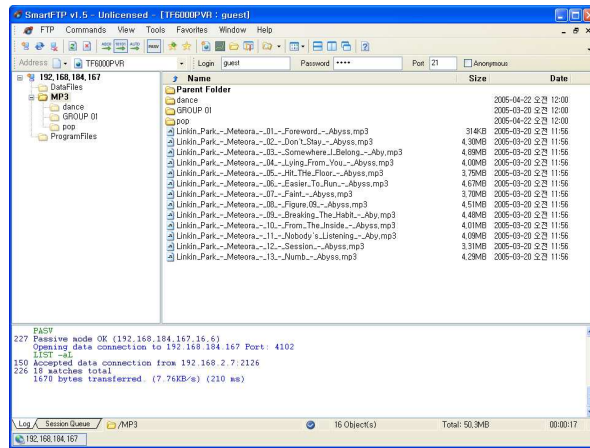 SmartFTP v1.5 - Unlicensed - [TF6000PVR : guest]
FTP Commands View Tools Favorites Window Help
Address TF6000PVR Login guest Password •••• Port 21 Anonymous
192,168,184,167
DataFiles
MP3
dance
GROUP 01
pop
ProgramFiles
Name Size Date
Parent Folder
dance 2005-04-22 오전 12:00
GROUP 01 2005-03-20 오전 12:00
pop 2005-04-22 오전 12:00
Linkin_Park_-_Meteora_-_01_-_Foreword_-_Abyss,mp3 314KB 2005-03-20 오전 11:56
Linkin_Park_-_Meteora_-_02_-_Don't_Stay_-_Abyss,mp3 4,30MB 2005-03-20 오전 11:56
Linkin_Park_-_Meteora_-_03_-_Somewhere_I_Belong_-_Aby,mp3 4,89MB 2005-03-20 오전 11:56
Linkin_Park_-_Meteora_-_04_-_Lying_From_You_-_Abyss,mp3 4,00MB 2005-03-20 오전 11:56
Linkin_Park_-_Meteora_-_05_-_Hit_THe_Floor_-_Abyss,mp3 3,75MB 2005-03-20 오전 11:56
Linkin_Park_-_Meteora_-_06_-_Easier_To_Run_-_Abyss,mp3 4,67MB 2005-03-20 오전 11:56
Linkin_Park_-_Meteora_-_07_-_Faint_-_Abyss,mp3 3,70MB 2005-03-20 오전 11:56
Linkin_Park_-_Meteora_-_08_-_Figure,09_-_Abyss,mp3 4,51MB 2005-03-20 오전 11:56
Linkin_Park_-_Meteora_-_09_-_Breaking_The_Habit_-_Aby,mp3 4,48MB 2005-03-20 오전 11:56
Linkin_Park_-_Meteora_-_10_-_From_The_Inside_-_Abyss,mp3 4,01MB 2005-03-20 오전 11:56
Linkin_Park_-_Meteora_-_11_-_Nobody's_Listening_-_Aby,mp3 4,09MB 2005-03-20 오전 11:56
Linkin_Park_-_Meteora_-_12_-_Session_-_Abyss,mp3 3,31MB 2005-03-20 오전 11:56
Linkin_Park_-_Meteora_-_13_-_Numb_-_Abyss,mp3 4,29MB 2005-03-20 오전 11:56
PASV
227 Passive mode OK (192,168,184,167,16,6)
Opening data connection to 192.168.184.167 Port: 4102
LIST -aL
150 Accepted data connection from 192.168.2.7:2126
226 18 matches total
1670 bytes transferred. (7.76KB/s) (210 ms)
Log Session Queue /MP3 16 Object(s) Total: 50,3MB 00:00:17
192,168,184,167